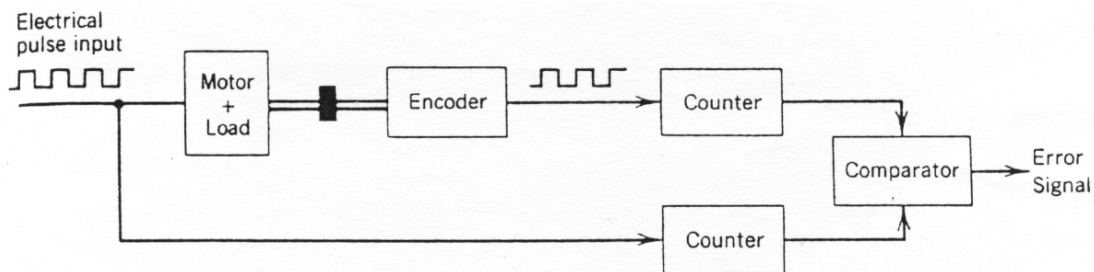 Electrical
pulse input
Motor
+
Load
Encoder
Counter
Comparator
Error
Signal
Counter